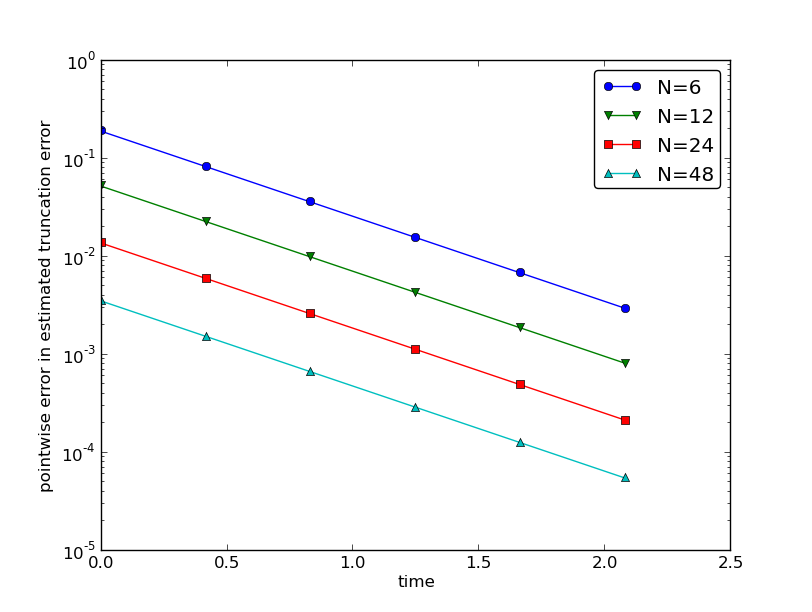 10^0
10^-1
10^-2
10^-3
10^-4
10^-5
pointwise error in estimated truncation error
N=6
N=12
N=24
N=48
0.0 0.5 1.0 1.5 2.0 2.5
time